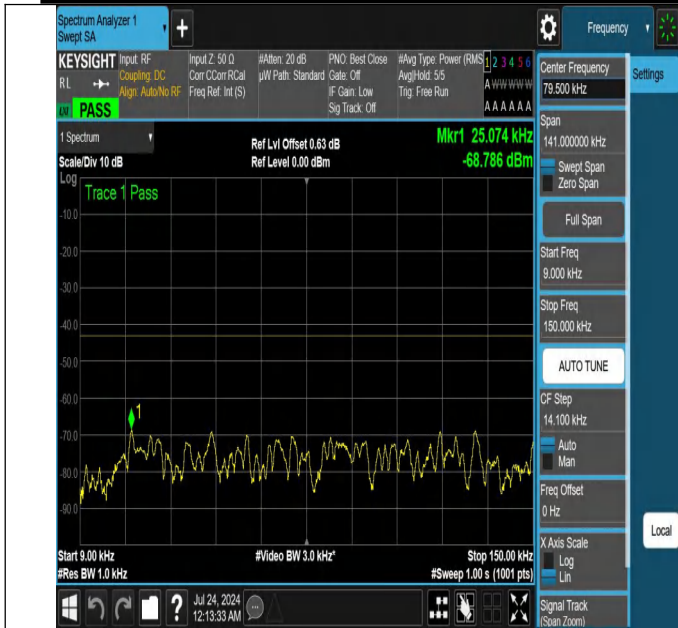 Spectrum Analyzer 1
Swept SA
+
Frequency
KEYSIGHT
RL
LXI
PASS
Input: RF
Coupling: DC
Align: Auto/No RF
Input Z: 50 Ω
Corr CCorr RCal
Freq Ref: Int (S)
#Atten: 20 dB
µW Path: Standard
PNO: Best Close
Gate: Off
IF Gain: Low
Sig Track: Off
#Avg Type: Power (RMS
Avg|Hold: 5/5
Trig: Free Run
1 2 3 4 5 6
A W W W W W
A A A A A A
1 Spectrum
Scale/Div 10 dB
Log
Ref Lvl Offset 0.63 dB
Ref Level 0.00 dBm
Mkr1 25.074 kHz
-68.786 dBm
Trace 1 Pass
-10.0
-20.0
-30.0
-40.0
-50.0
-60.0
-70.0
-80.0
-90.0
1
Start 9.00 kHz
#Res BW 1.0 kHz
#Video BW 3.0 kHz*
Stop 150.00 kHz
#Sweep 1.00 s (1001 pts)
?
Jul 24, 2024
12:13:33 AM
Center Frequency
79.500 kHz
Settings
Span
141.000000 kHz
Swept Span
Zero Span
Full Span
Start Freq
9.000 kHz
Stop Freq
150.000 kHz
AUTO TUNE
CF Step
14.100 kHz
Auto
Man
Freq Offset
0 Hz
Local
X Axis Scale
Log
Lin
Signal Track
(Span Zoom)